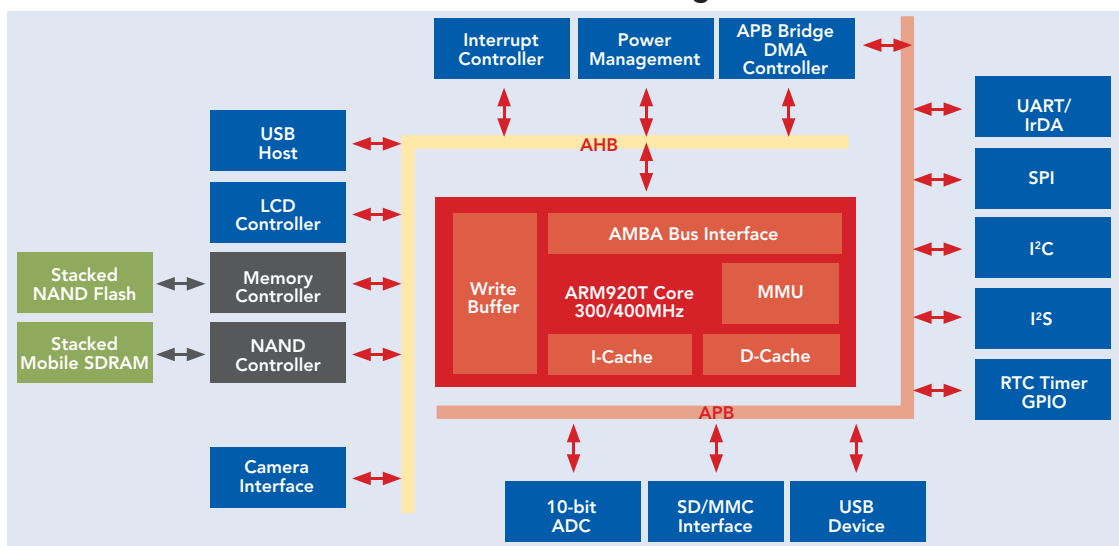 Interrupt
Controller
Power
Management
APB Bridge
DMA
Controller
UART/
IrDA
USB
Host
AHB
SPI
LCD
Controller
AMBA Bus Interface
Stacked
NAND Flash
Memory
Controller
Write
Buffer
ARM920T Core
300/400MHz
MMU
I²C
Stacked
Mobile SDRAM
NAND
Controller
I-Cache
D-Cache
I²S
RTC Timer
GPIO
APB
Camera
Interface
10-bit
ADC
SD/MMC
Interface
USB
Device